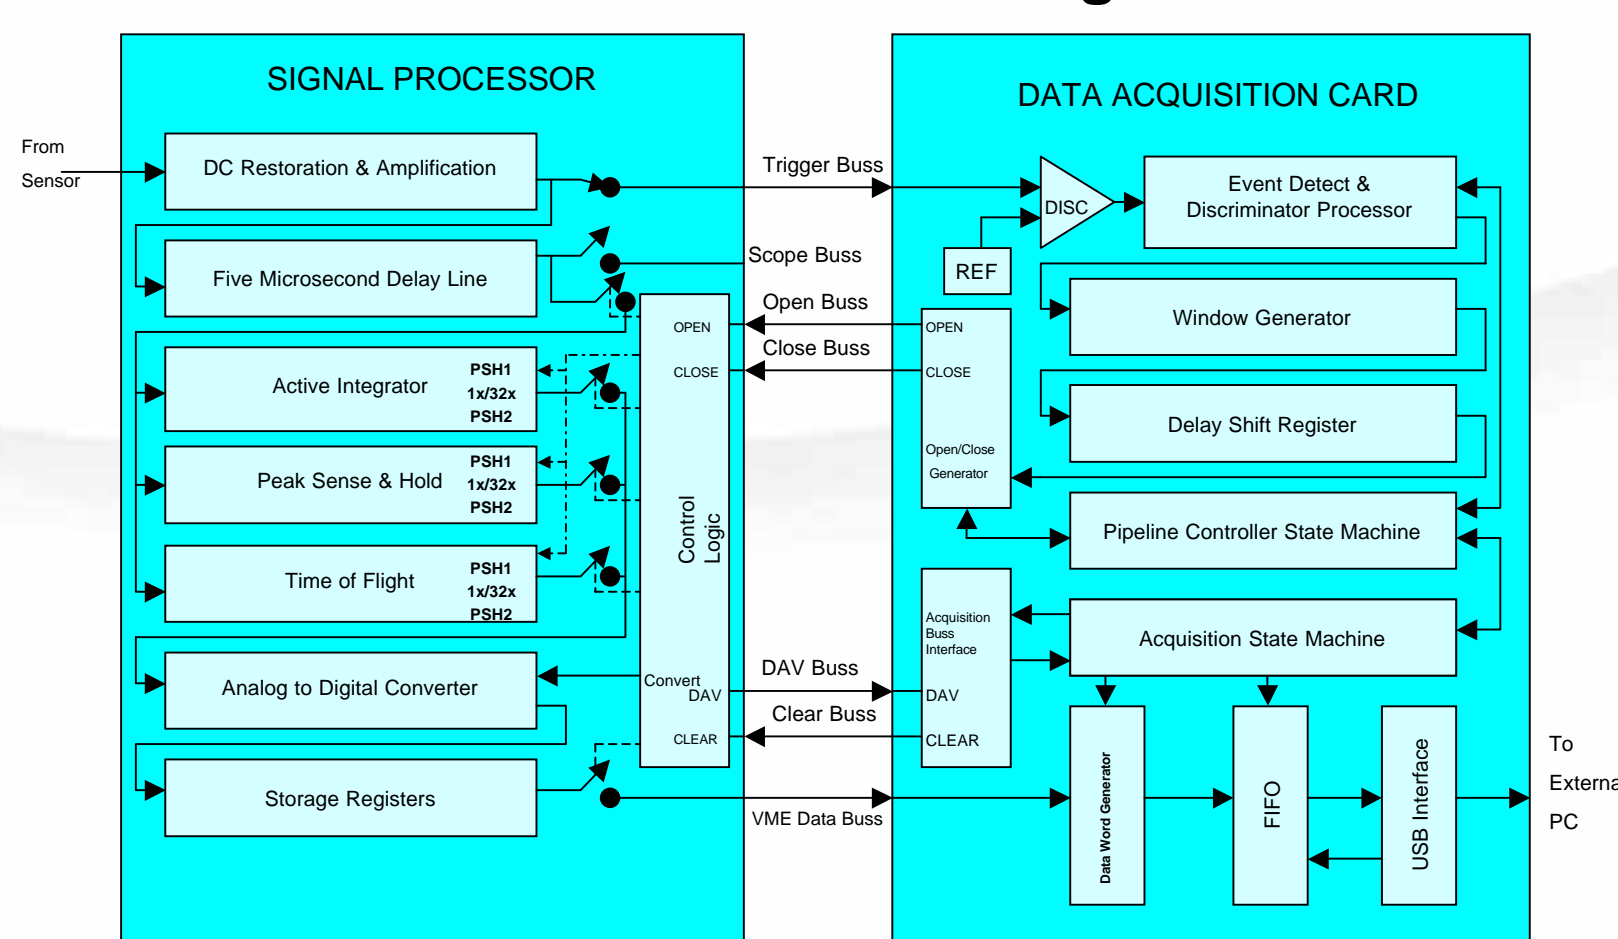 SIGNAL PROCESSOR
From
Sensor
DC Restoration & Amplification
Five Microsecond Delay Line
Active Integrator
PSH1
1x/32x
PSH2
Peak Sense & Hold
PSH1
1x/32x
PSH2
Time of Flight
PSH1
1x/32x
PSH2
Analog to Digital Converter
Storage Registers
OPEN
CLOSE
Control
Logic
Convert
DAV
CLEAR
Trigger Buss
Scope Buss
Open Buss
Close Buss
DAV Buss
Clear Buss
VME Data Buss
DATA ACQUISITION CARD
DISC
REF
Event Detect &
Discriminator Processor
Window Generator
Delay Shift Register
OPEN
CLOSE
Open/Close
Generator
Pipeline Controller State Machine
Acquisition
Buss
Interface
DAV
CLEAR
Acquisition State Machine
Data Word Generator
FIFO
USB Interface
To
Externa
PC